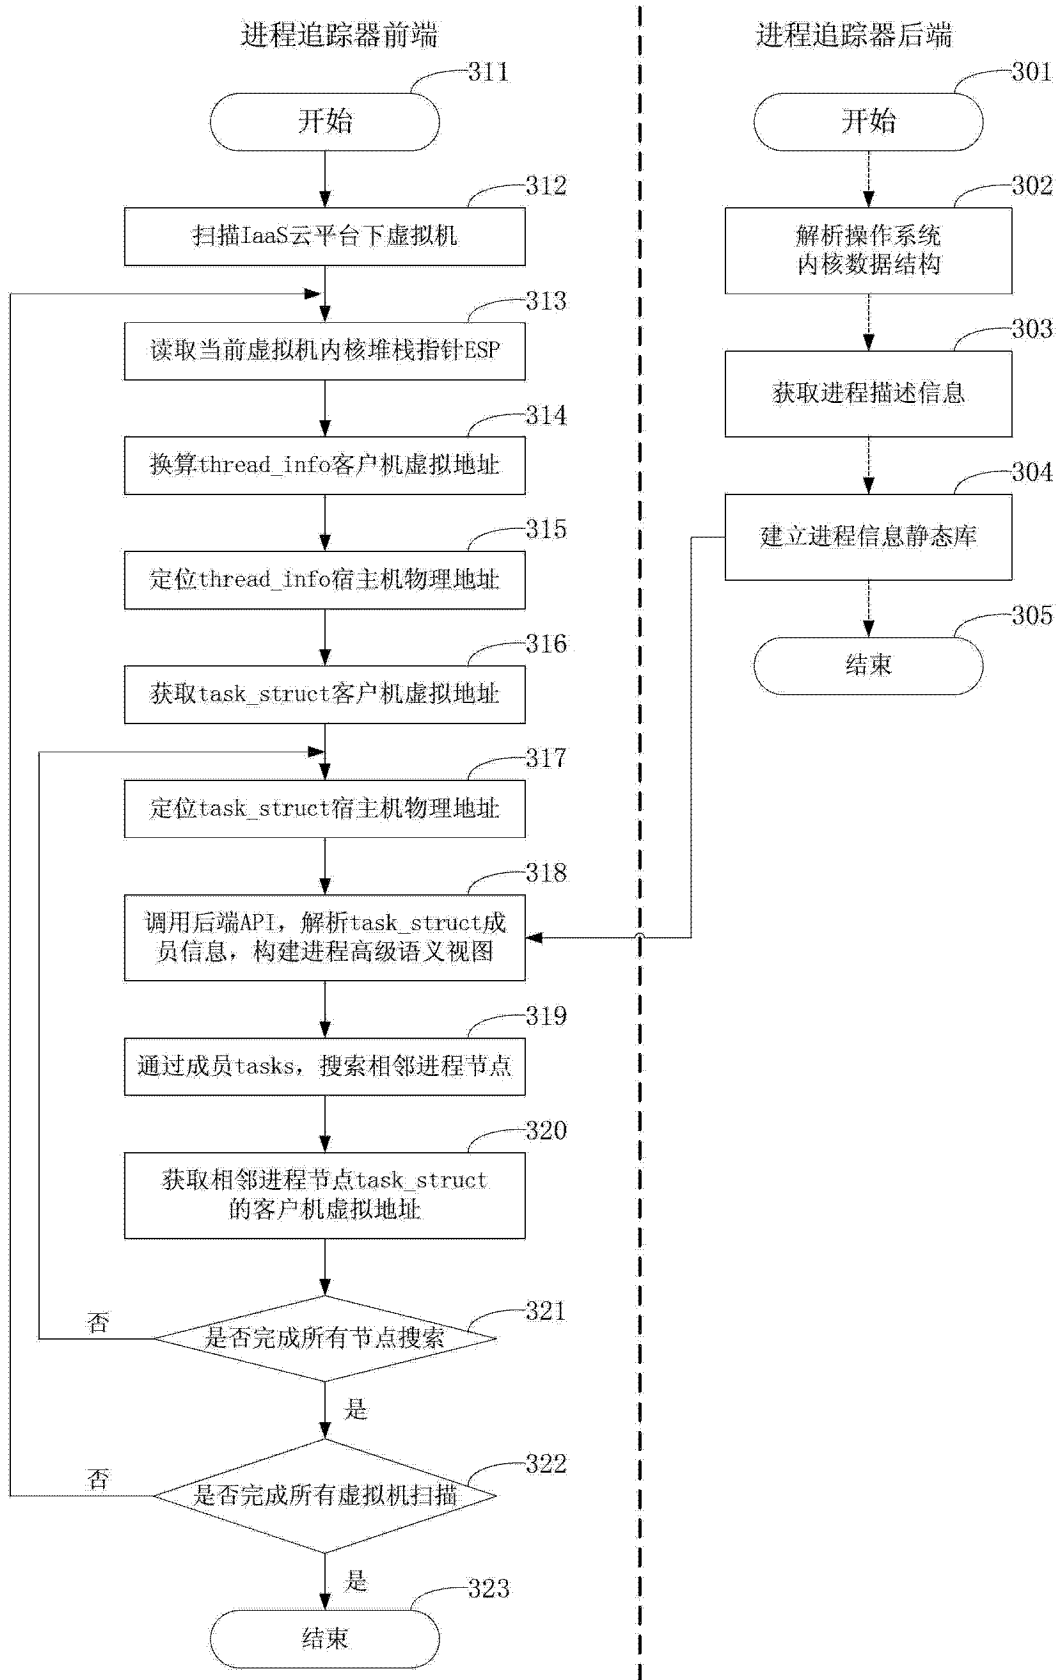 进程追踪器前端
311
开始
312
扫描IaaS云平台下虚拟机
313
读取当前虚拟机内核堆栈指针ESP
314
换算thread_info客户机虚拟地址
315
定位thread_info宿主机物理地址
316
获取task_struct客户机虚拟地址
317
定位task_struct宿主机物理地址
318
调用后端API，解析task_struct成
员信息，构建进程高级语义视图
319
通过成员tasks，搜索相邻进程节点
320
获取相邻进程节点task_struct
的客户机虚拟地址
321
否
是否完成所有节点搜索
是
322
否
是否完成所有虚拟机扫描
是
323
结束
进程追踪器后端
301
开始
302
解析操作系统
内核数据结构
303
获取进程描述信息
304
建立进程信息静态库
305
结束